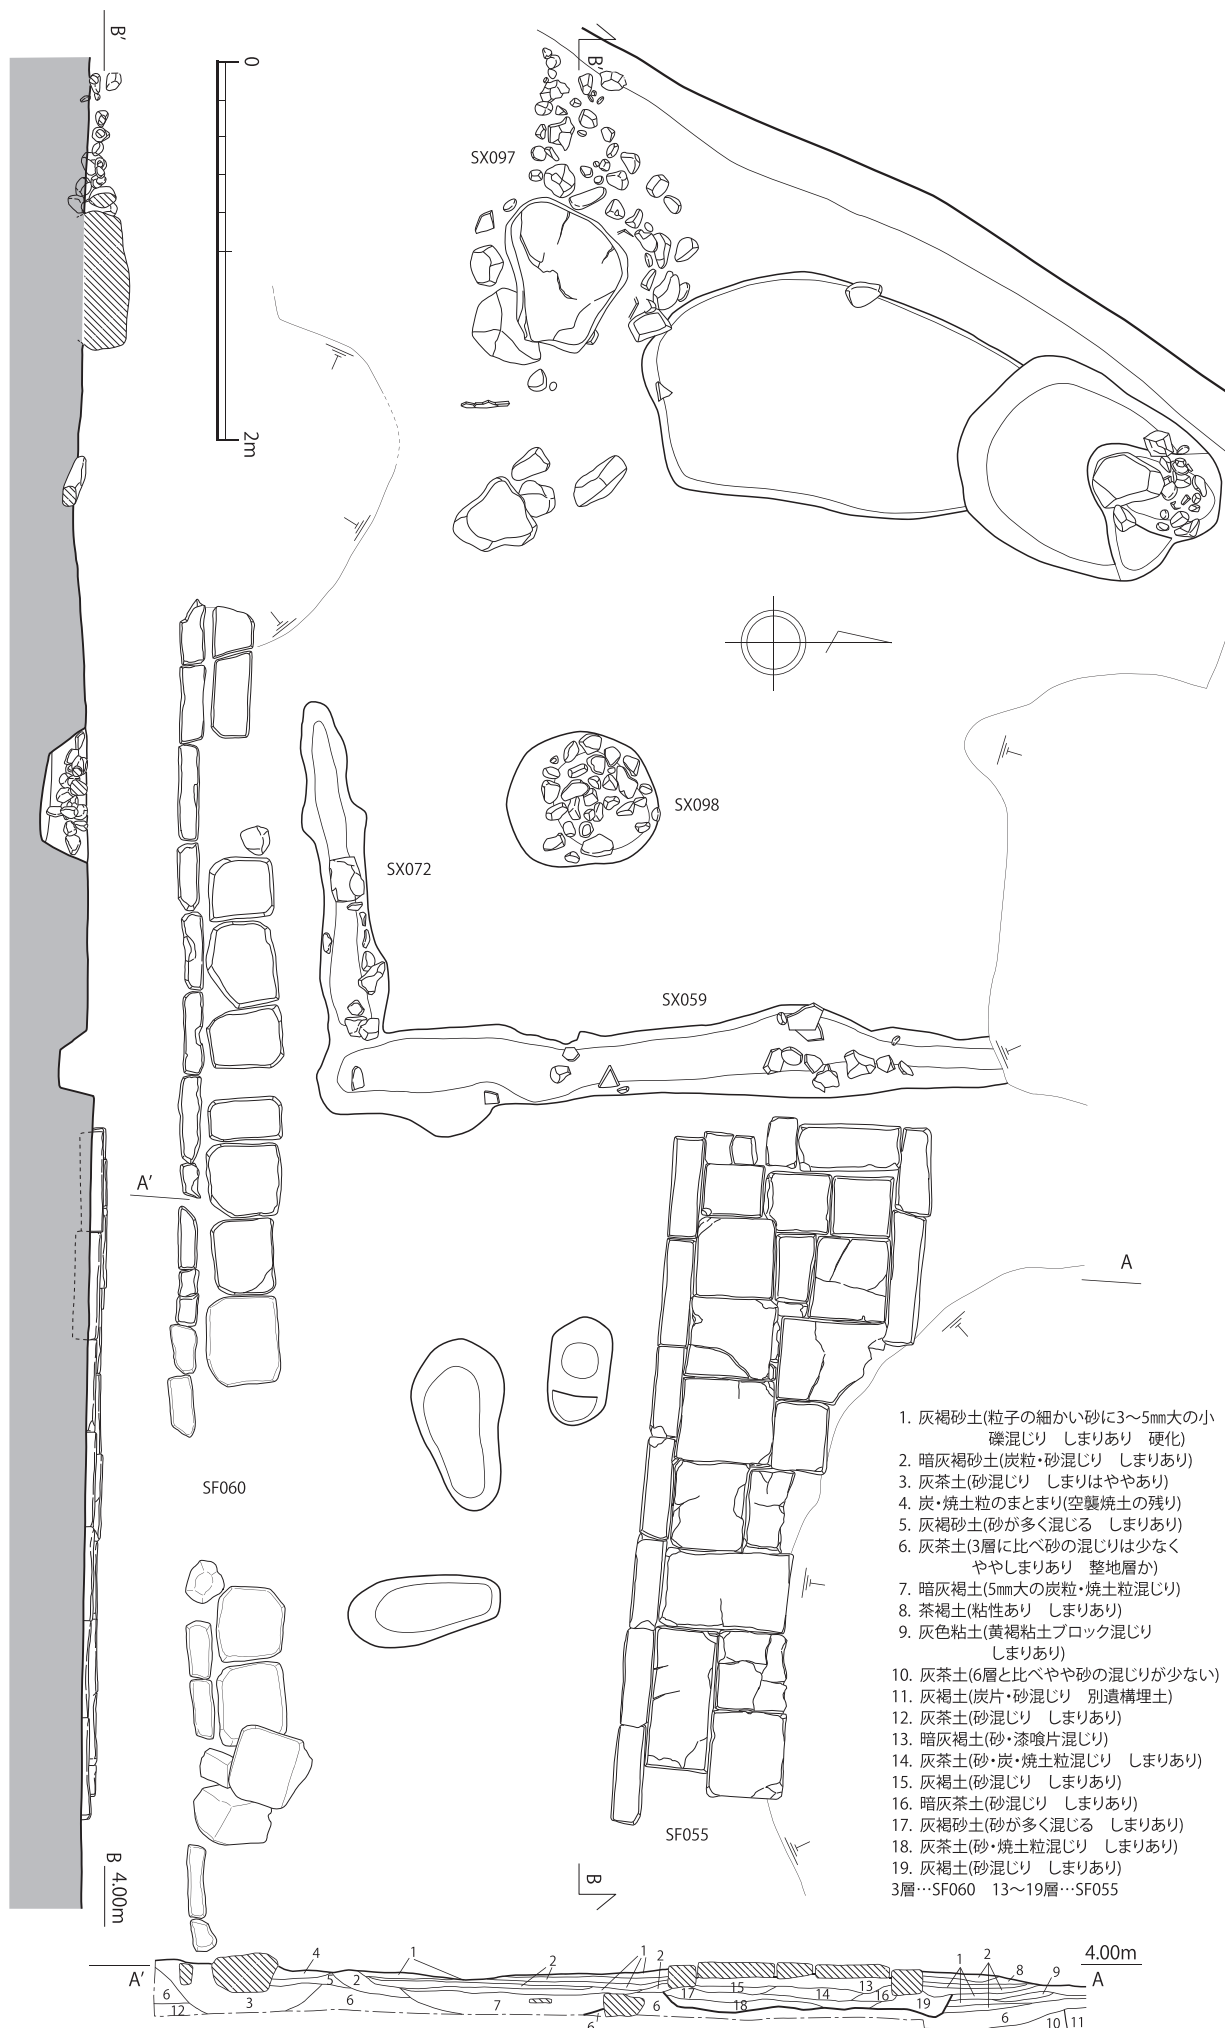 B'
0
B'
SX097
2m
SX098
SX072
SX059
A'
A
1. 灰褐砂土(粒子の細かい砂に3〜5㎜大の小
礫混じり　しまりあり　硬化)
2. 暗灰褐砂土(炭粒・砂混じり　しまりあり)
3. 灰茶土(砂混じり　しまりはややあり)
4. 炭・焼土粒のまとまり(空襲焼土の残り)
5. 灰褐砂土(砂が多く混じる　しまりあり)
6. 灰茶土(3層に比べ砂の混じりは少なく
ややしまりあり　整地層か)
7. 暗灰褐土(5㎜大の炭粒・焼土粒混じり)
8. 茶褐土(粘性あり　しまりあり)
9. 灰色粘土(黄褐粘土ブロック混じり
しまりあり)
10. 灰茶土(6層と比べやや砂の混じりが少ない)
11. 灰褐土(炭片・砂混じり　別遺構埋土)
12. 灰茶土(砂混じり　しまりあり)
13. 暗灰褐土(砂・漆喰片混じり)
14. 灰茶土(砂・炭・焼土粒混じり　しまりあり)
15. 灰褐土(砂混じり　しまりあり)
16. 暗灰茶土(砂混じり　しまりあり)
17. 灰褐砂土(砂が多く混じる　しまりあり)
18. 灰茶土(砂・焼土粒混じり　しまりあり)
19. 灰褐土(砂混じり　しまりあり)
3層…SF060　13〜19層…SF055
SF060
SF055
B 4.00m
B
4.00m
A'
A
4 1 2 1 2 1 2 8 9
5 2 17 15 13 16
6 12 3 6 7 6 18 14 19 6 10 11
6